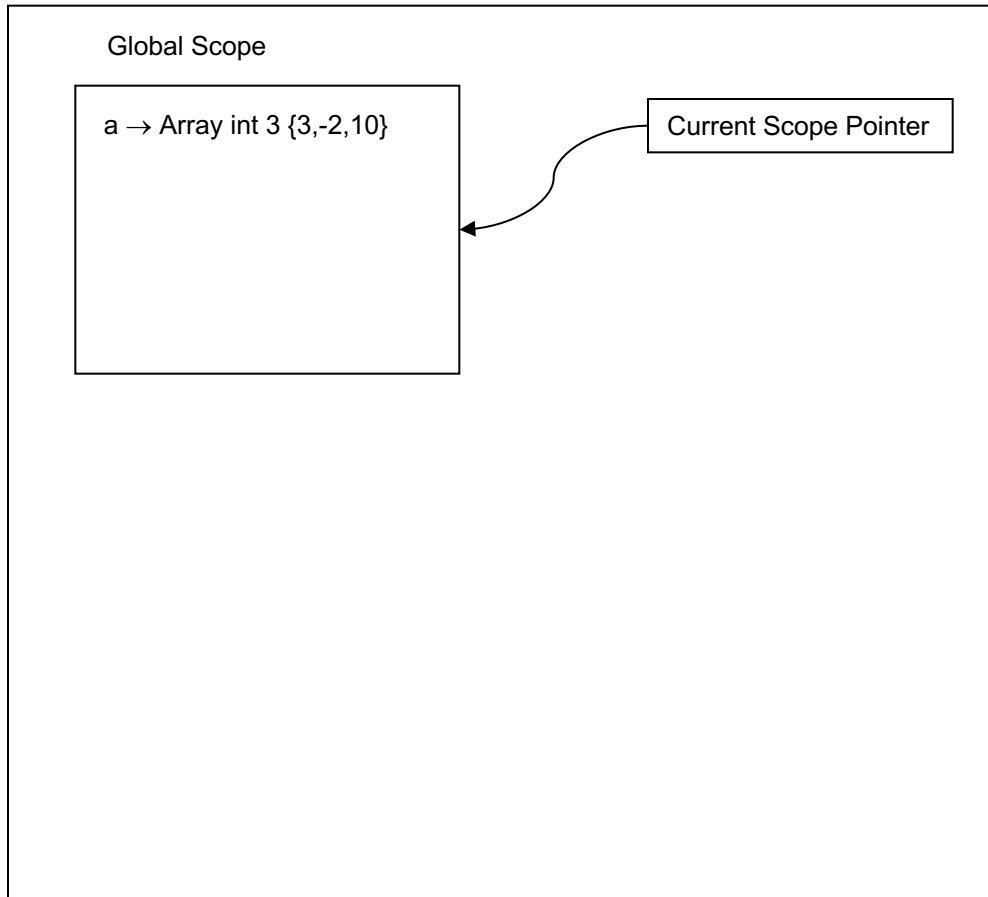 Global Scope
a → Array int 3 {3,-2,10}
Current Scope Pointer